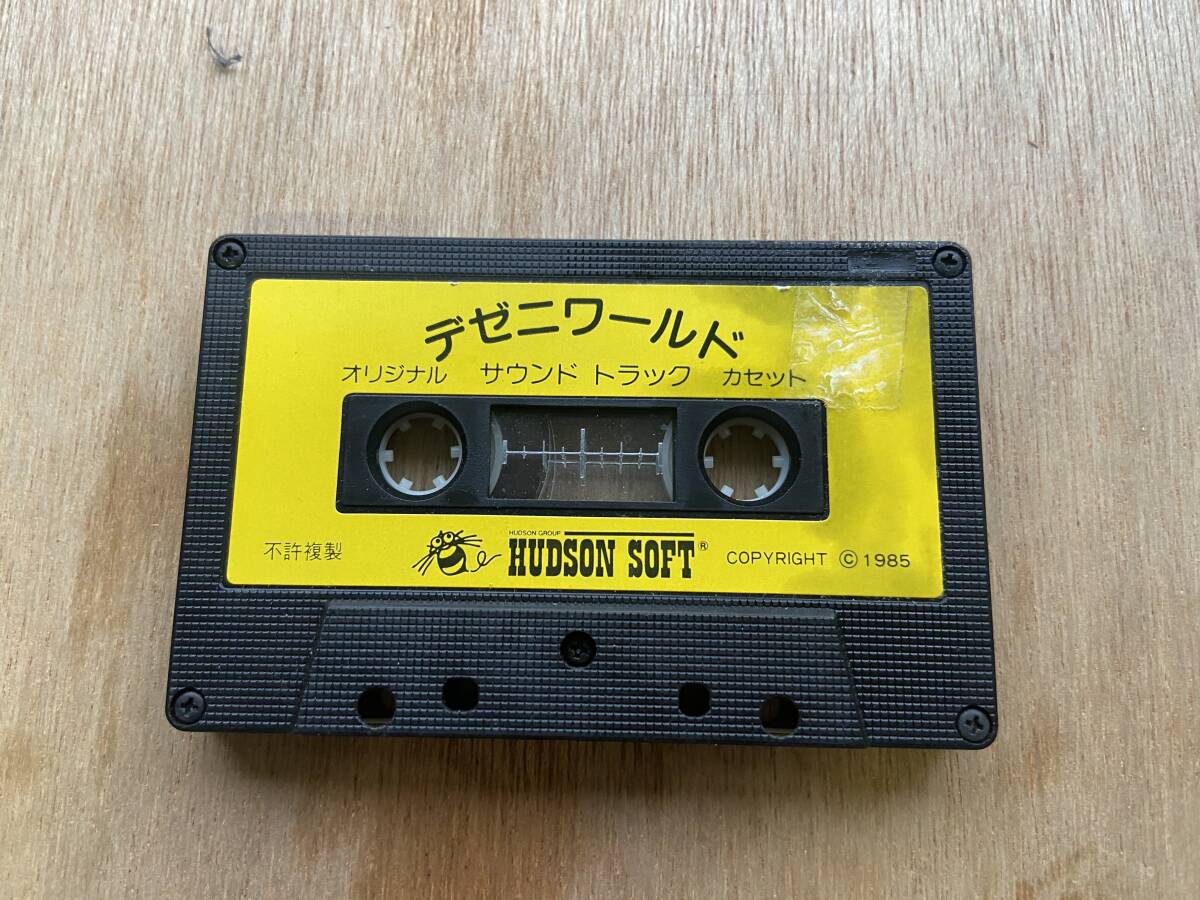 デゼニワールド
オリジナル サウンド トラック カセット
不許複製
HUDSON GROUP
HUDSON SOFT®
COPYRIGHT © 1985